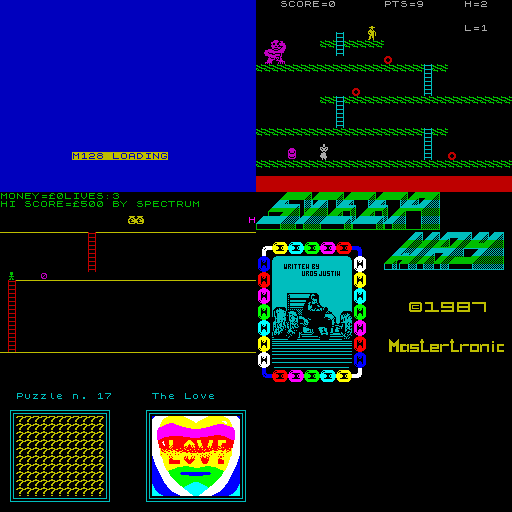 M128 LOADING
SCORE=0 PTS=9 H=2
L=1
MONEY=£0LIVES:3
HI SCORE=£500 BY SPECTRUM
H
WRITTEN BY
UROS JUSTIN
©1987
Mastertronic
Puzzle n. 17
The Love
LOVE